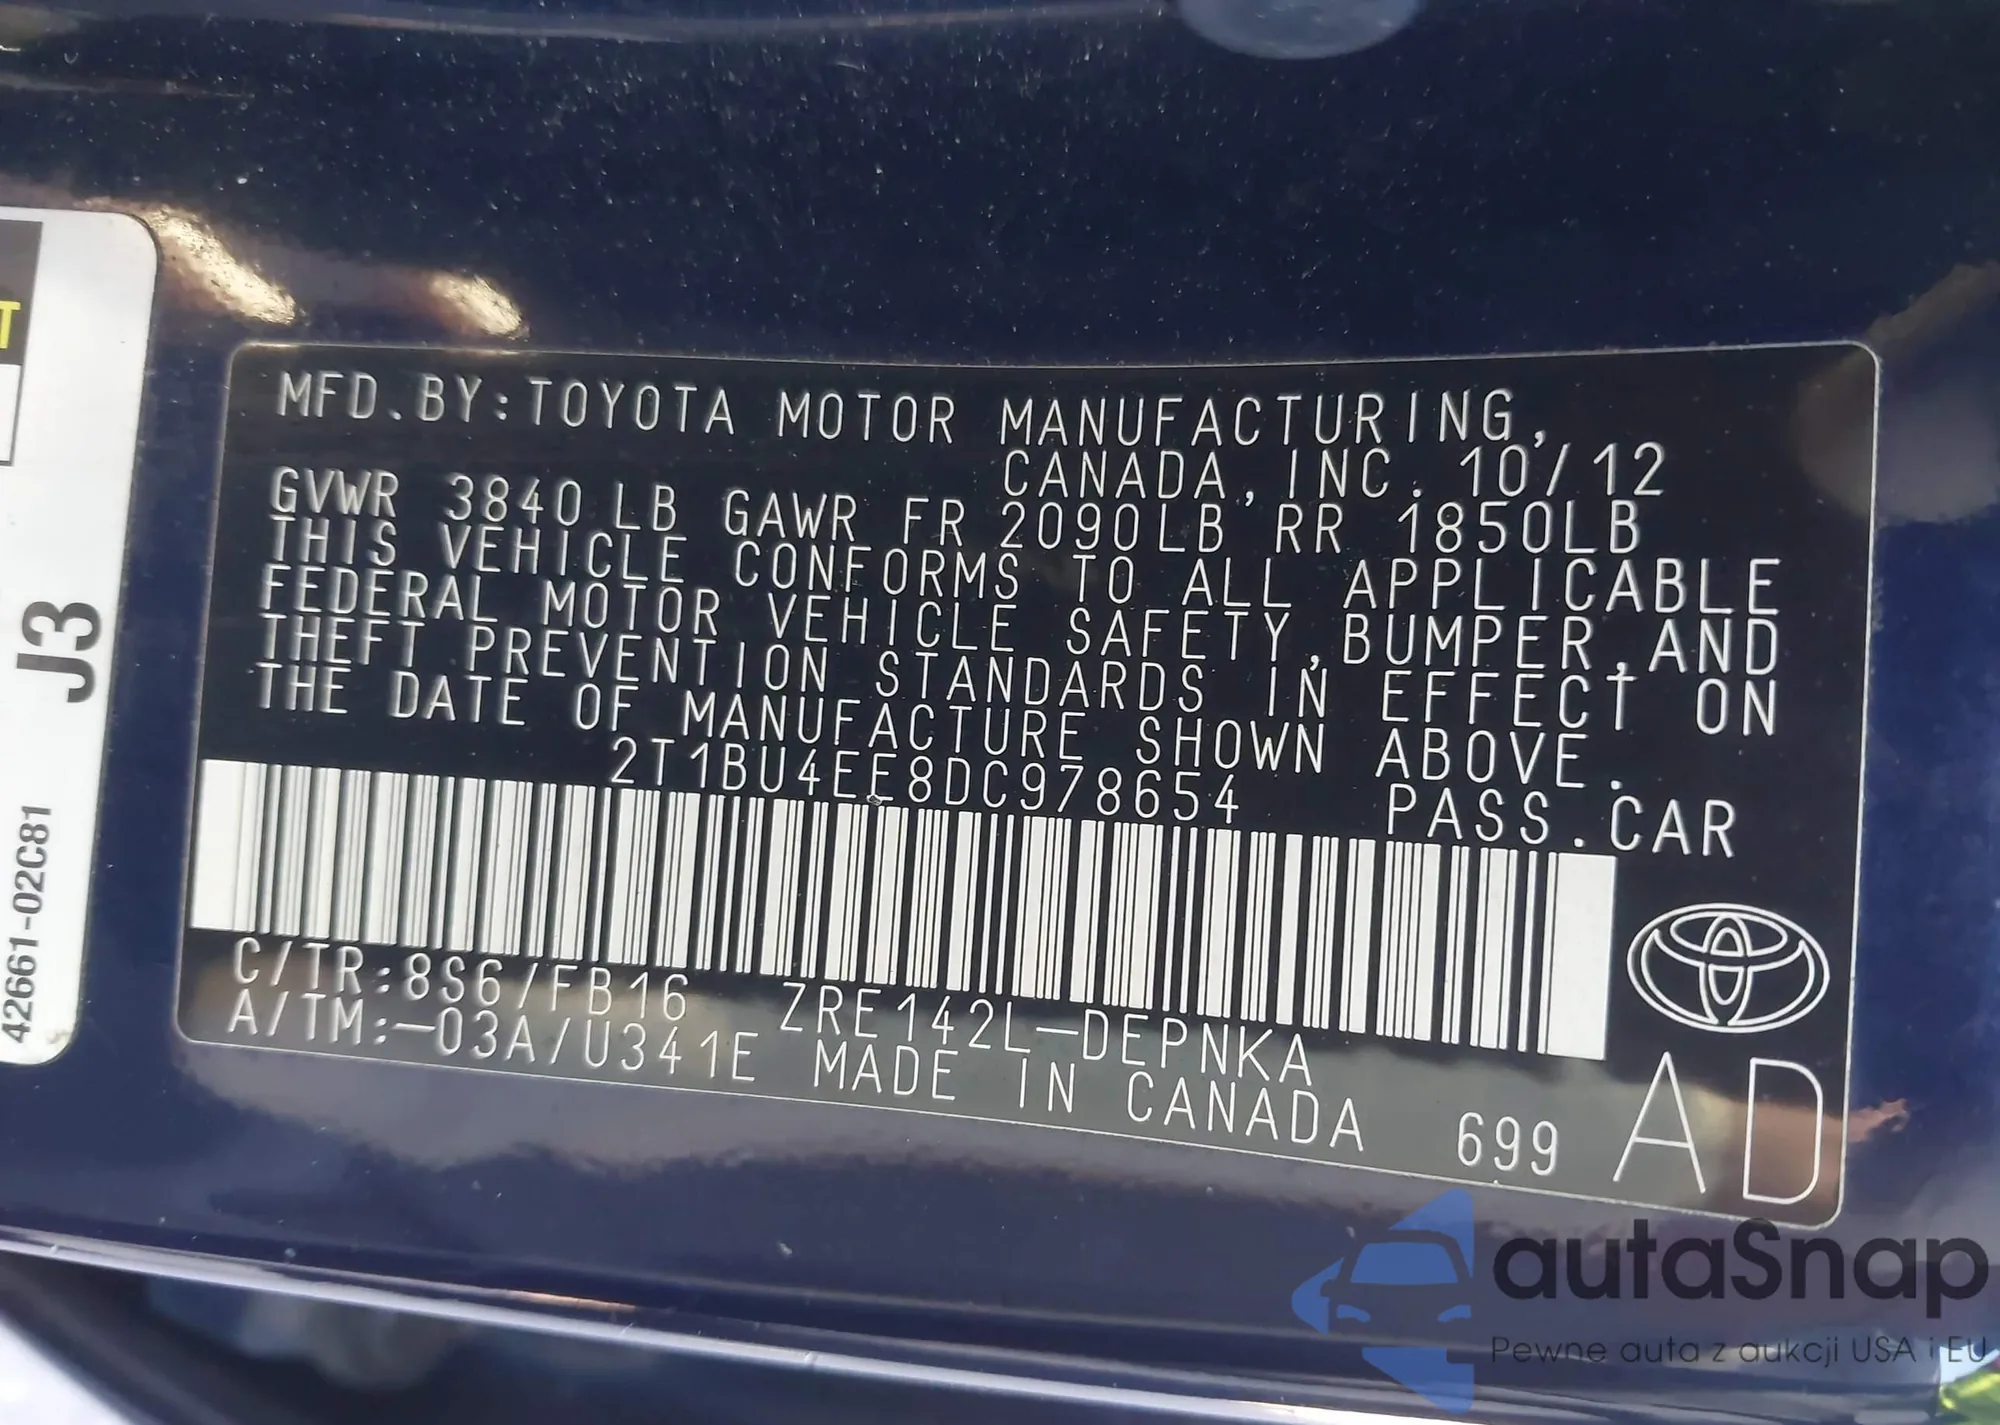 T
J3
42661-02C81
MFD.BY:TOYOTA MOTOR MANUFACTURING,
CANADA, INC. 10/12
GVWR 3840 LB GAWR FR 2090LB RR 1850LB
THIS VEHICLE CONFORMS TO ALL APPLICABLE
FEDERAL MOTOR VEHICLE SAFETY,BUMPER,AND
THEFT PREVENTION STANDARDS IN EFFECT ON
THE DATE OF MANUFACTURE SHOWN ABOVE.
2T1BU4EE8DC978654 PASS.CAR
C/TR:8S6/FB16 ZRE142L-DEPNKA
A/TM:-03A/U341E MADE IN CANADA 699
AD
autaSnap
Pewne auta z aukcji USA i EU